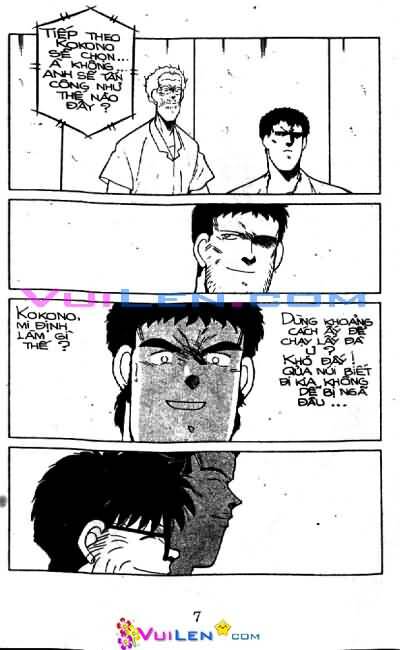 TIẾP THEO
KOKONO
SẼ CHỌN...
À KHÔNG...
ANH SẼ TẤN
CÔNG NHƯ
THẾ NÀO
ĐÂY ?
VUILEN.COM
KOKONO,
MI ĐỊNH
LÀM GÌ
THẾ ?
DÙNG KHOẢNG
CÁCH ẤY ĐỂ
CHẠY LẤY ĐÀ
Ư ?
KHÓ ĐẤY !
QUẢ NÚI BIẾT
ĐI KIA KHÔNG
DỄ BỊ NGÃ
ĐÂU ...
7
VUILEN.COM